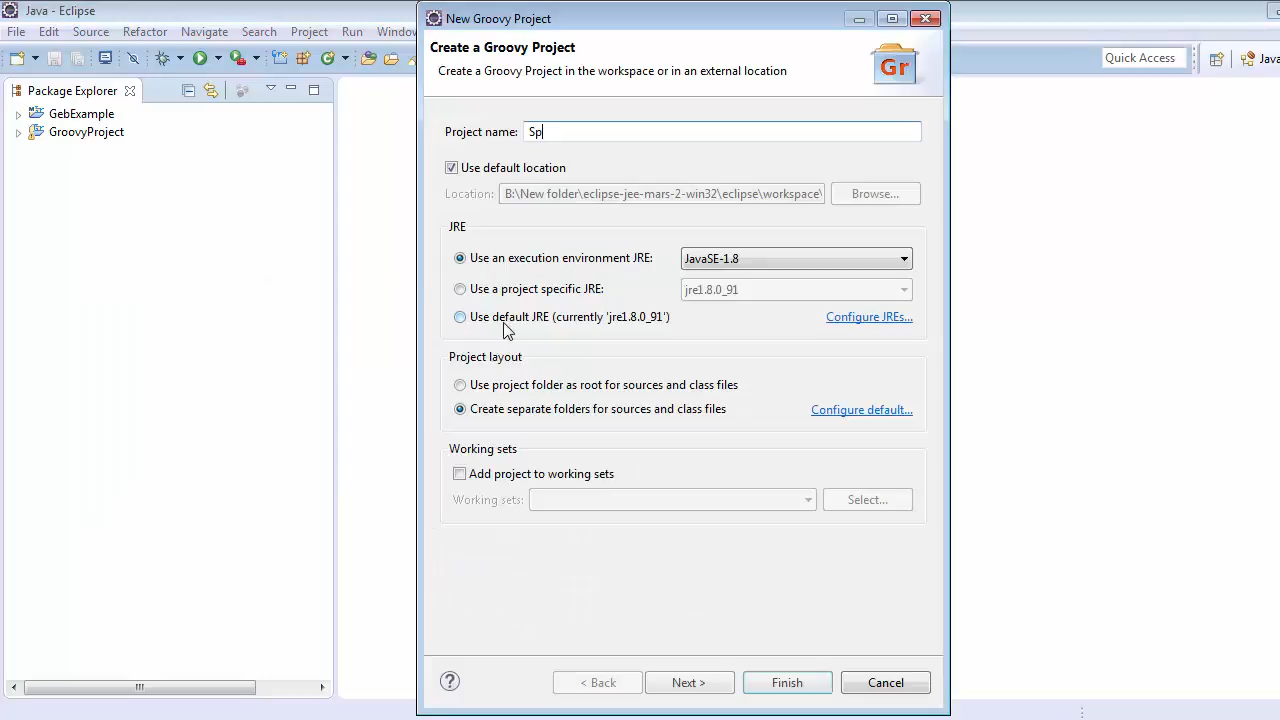 Java - Eclipse
File Edit Source Refactor Navigate Search Project Run Window
Quick Access
Java
Package Explorer
GebExample
GroovyProject
New Groovy Project
Create a Groovy Project
Create a Groovy Project in the workspace or in an external location
Gr
Project name: Sp
Use default location
Location: B:\New folder\eclipse-jee-mars-2-win32\eclipse\workspace\ Browse...
JRE
Use an execution environment JRE: JavaSE-1.8
Use a project specific JRE: jre1.8.0_91
Use default JRE (currently 'jre1.8.0_91') Configure JREs...
Project layout
Use project folder as root for sources and class files
Create separate folders for sources and class files Configure default...
Working sets
Add project to working sets
Working sets: Select...
? < Back Next > Finish Cancel